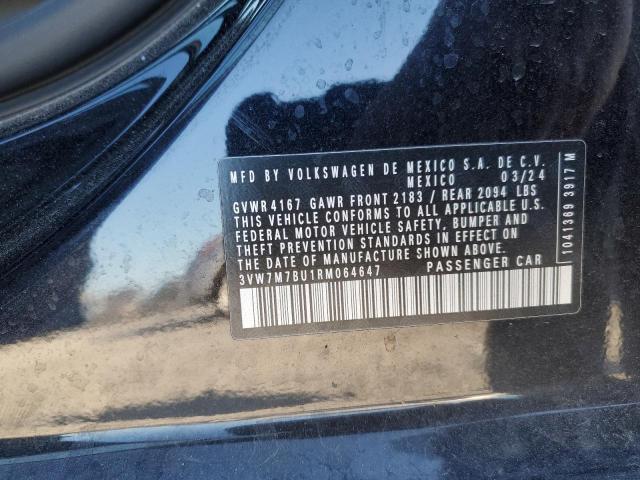 MFD BY VOLKSWAGEN DE MEXICO S.A. DE C.V.
MEXICO 03/24
GVWR 4167 GAWR FRONT 2183 / REAR 2094 LBS
THIS VEHICLE CONFORMS TO ALL APPLICABLE U.S.
FEDERAL MOTOR VEHICLE SAFETY, BUMPER AND
THEFT PREVENTION STANDARDS IN EFFECT ON
THE DATE OF MANUFACTURE SHOWN ABOVE.
3VW7M7BU1RM064647 PASSENGER CAR
1041369 3917 M